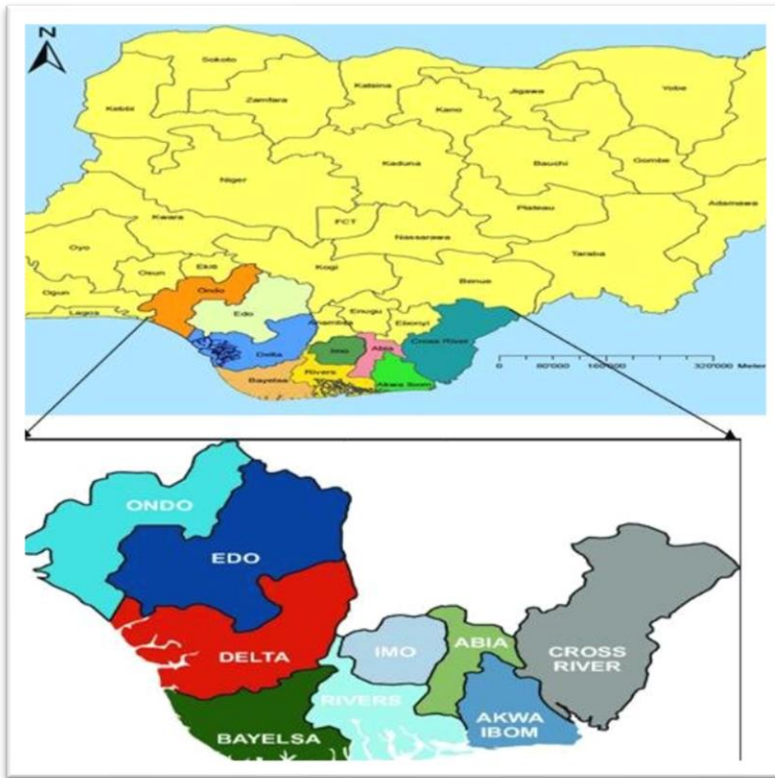 N
Sokoto
Katsina
Jigawa
Yobe
Kebbi
Zamfara
Kano
Kaduna
Bauchi
Gombe
Niger
Adamawa
Plateau
Kwara
FCT
Nassarawa
Oyo
Taraba
Osun
Ekiti
Kogi
Benue
Ogun
Ondo
Lagos
Edo
Anambra
Enugu
Ebonyi
Delta
Imo
Abia
Cross River
Bayelsa
Rivers
Akwa Ibom
0 80'000 160'000 320'000 Meter
ONDO
EDO
DELTA
IMO
ABIA
CROSS
RIVER
RIVERS
AKWA
IBOM
BAYELSA